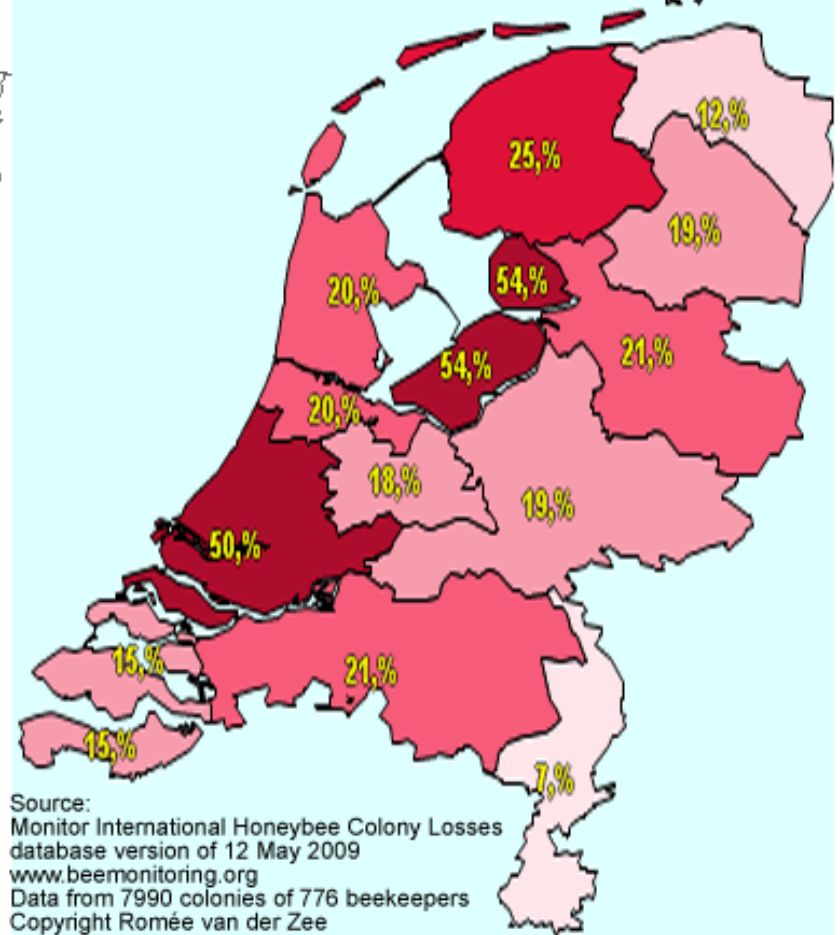 12,%
25,%
19,%
54,%
20,%
21,%
54,%
20,%
18,%
19,%
50,%
15,%
21,%
15,%
7,%
Source:
Monitor International Honeybee Colony Losses
database version of 12 May 2009
www.beemonitoring.org
Data from 7990 colonies of 776 beekeepers
Copyright Romée van der Zee